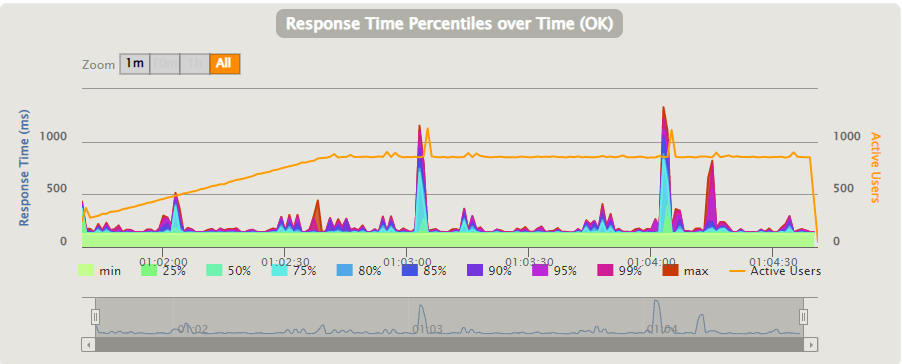 Response Time Percentiles over Time (OK)
Zoom 1m 10m 1h All
Response Time (ms)
Active Users
1000 1000
500 500
0 0
01:02:00 01:02:30 01:03:00 01:03:30 01:04:00 01:04:30
min 25% 50% 75% 80% 85% 90% 95% 99% max Active Users
01:02 01:03 01:04